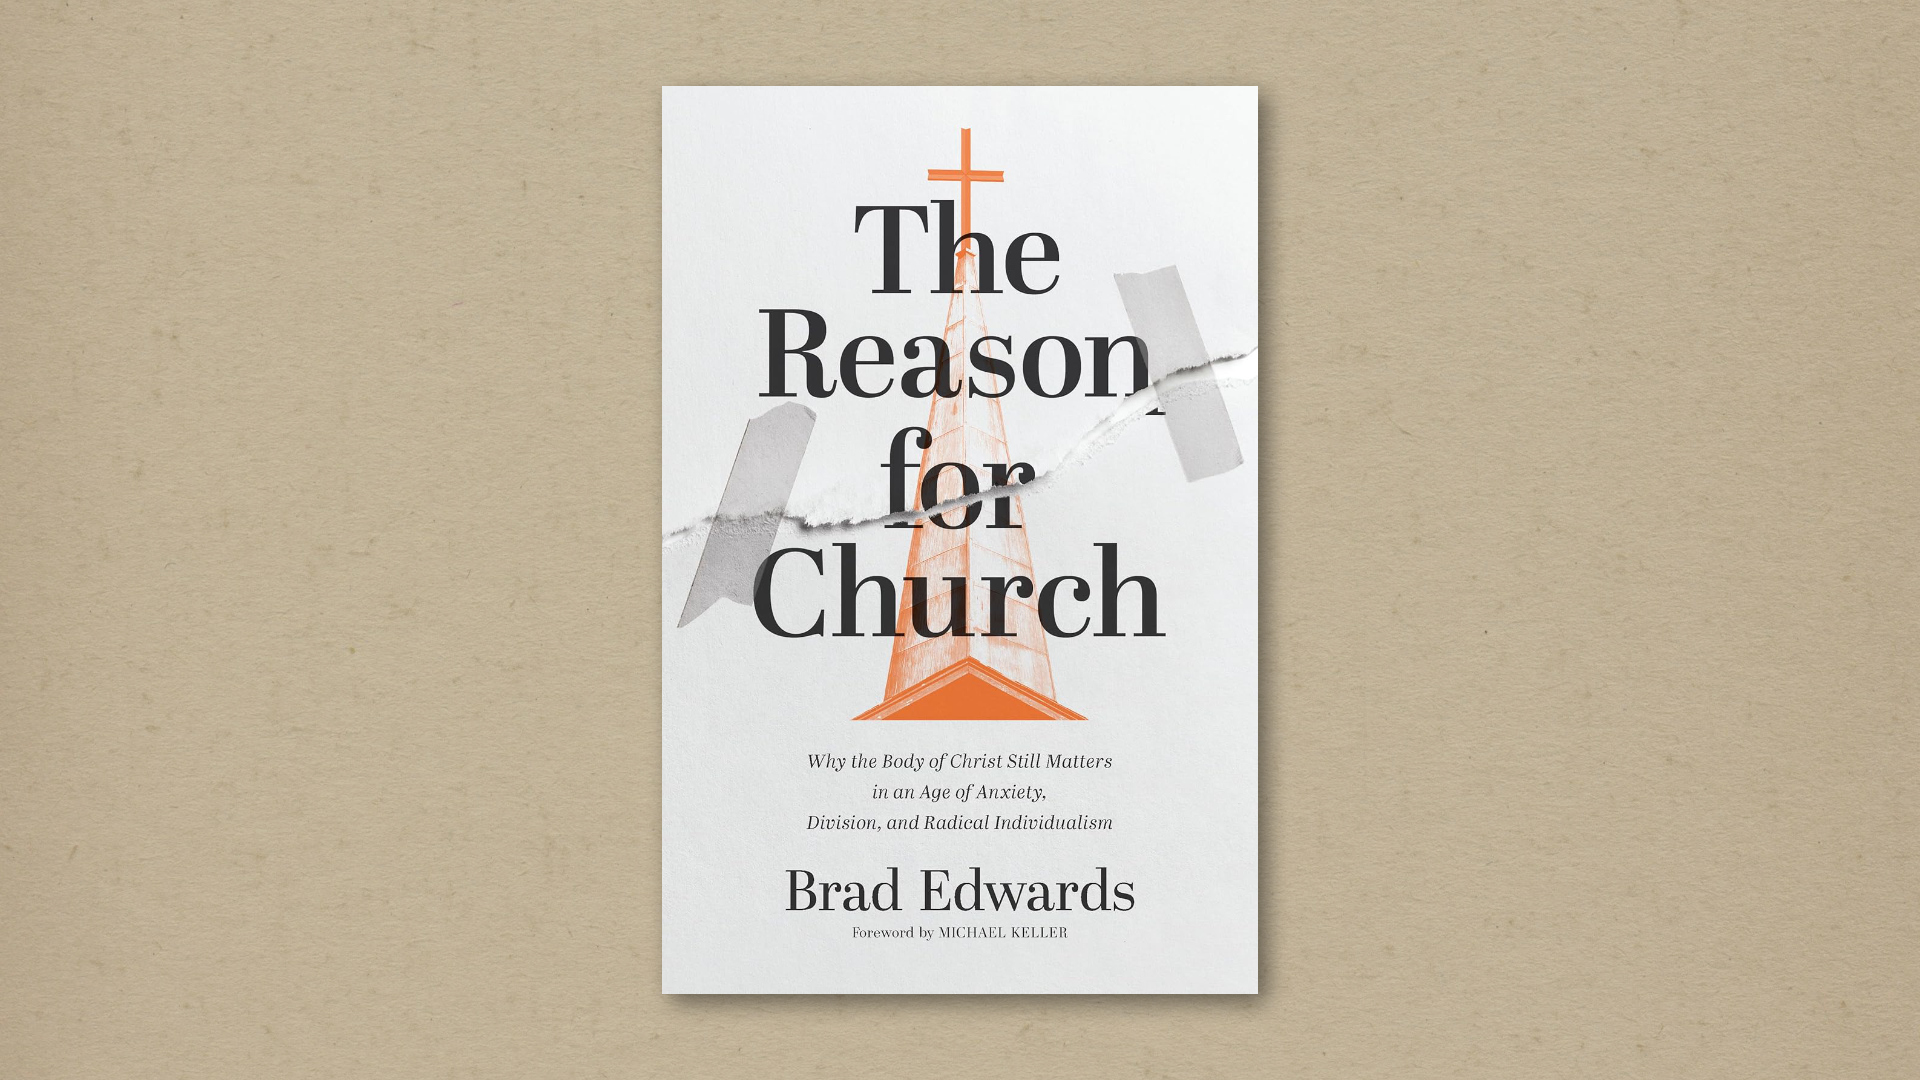 The
Reason
for
Church
Why the Body of Christ Still Matters
in an Age of Anxiety,
Division, and Radical Individualism
Brad Edwards
Foreword by MICHAEL KELLER